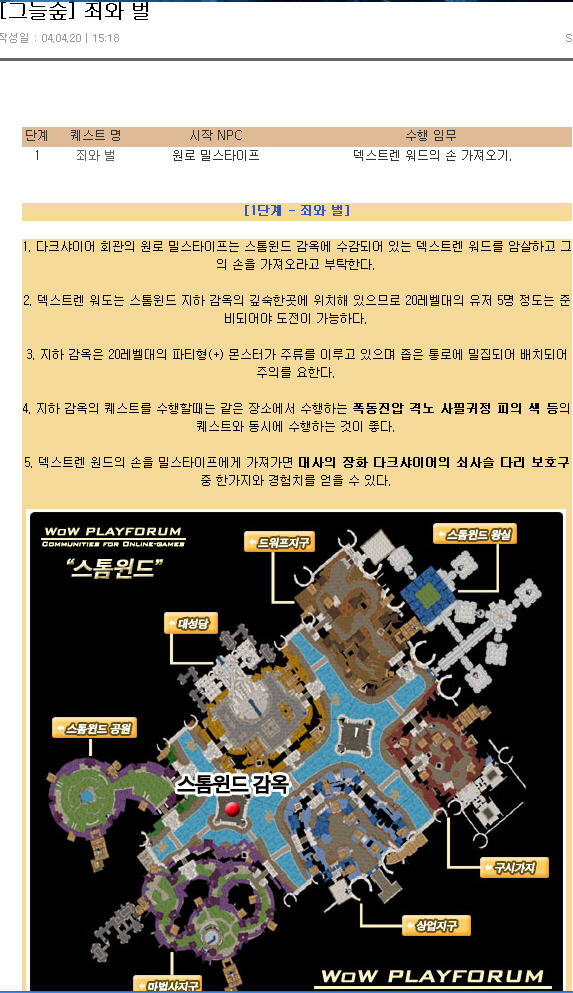 [그늘숲] 죄와 벌
작성일 : 04.04.20 | 15:18
S
단계 퀘스트 명 시작 NPC 수행 임무
1 죄와 벌 원로 밀스타이프 덱스트렌 워드의 손 가져오기.
[1단계 - 죄와 벌]
1. 다크샤이어 회관의 원로 밀스타이프는 스톰윈드 감옥에 수감되어 있는 덱스트렌 워드를 암살하고 그
의 손을 가져오라고 부탁한다.
2. 덱스트렌 워드는 스톰윈드 지하 감옥의 깊숙한곳에 위치해 있으므로 20레벨대의 유저 5명 정도는 준
비되어야 도전이 가능하다.
3. 지하 감옥은 20레벨대의 파티형(+) 몬스터가 주류를 이루고 있으며 좁은 통로에 밀집되어 배치되어
주의를 요한다.
4. 지하 감옥의 퀘스트를 수행할때는 같은 장소에서 수행하는 폭동진압 격노 사필귀정 피의 색 등의
퀘스트와 동시에 수행하는 것이 좋다.
5. 덱스트렌 원드의 손을 밀스타이프에게 가져가면 대사의 장화 다크샤이어의 쇠사슬 다리 보호구
중 한가지와 경험치를 얻을 수 있다.
WOW PLAYFORUM
COMMUNITIES FOR ONLINE-GAMES
"스톰윈드"
드워프지구
스톰윈드 왕실
대성당
스톰윈드 공원
스톰윈드 감옥
구시가지
상업지구
마법사지구
WOW PLAYFORUM